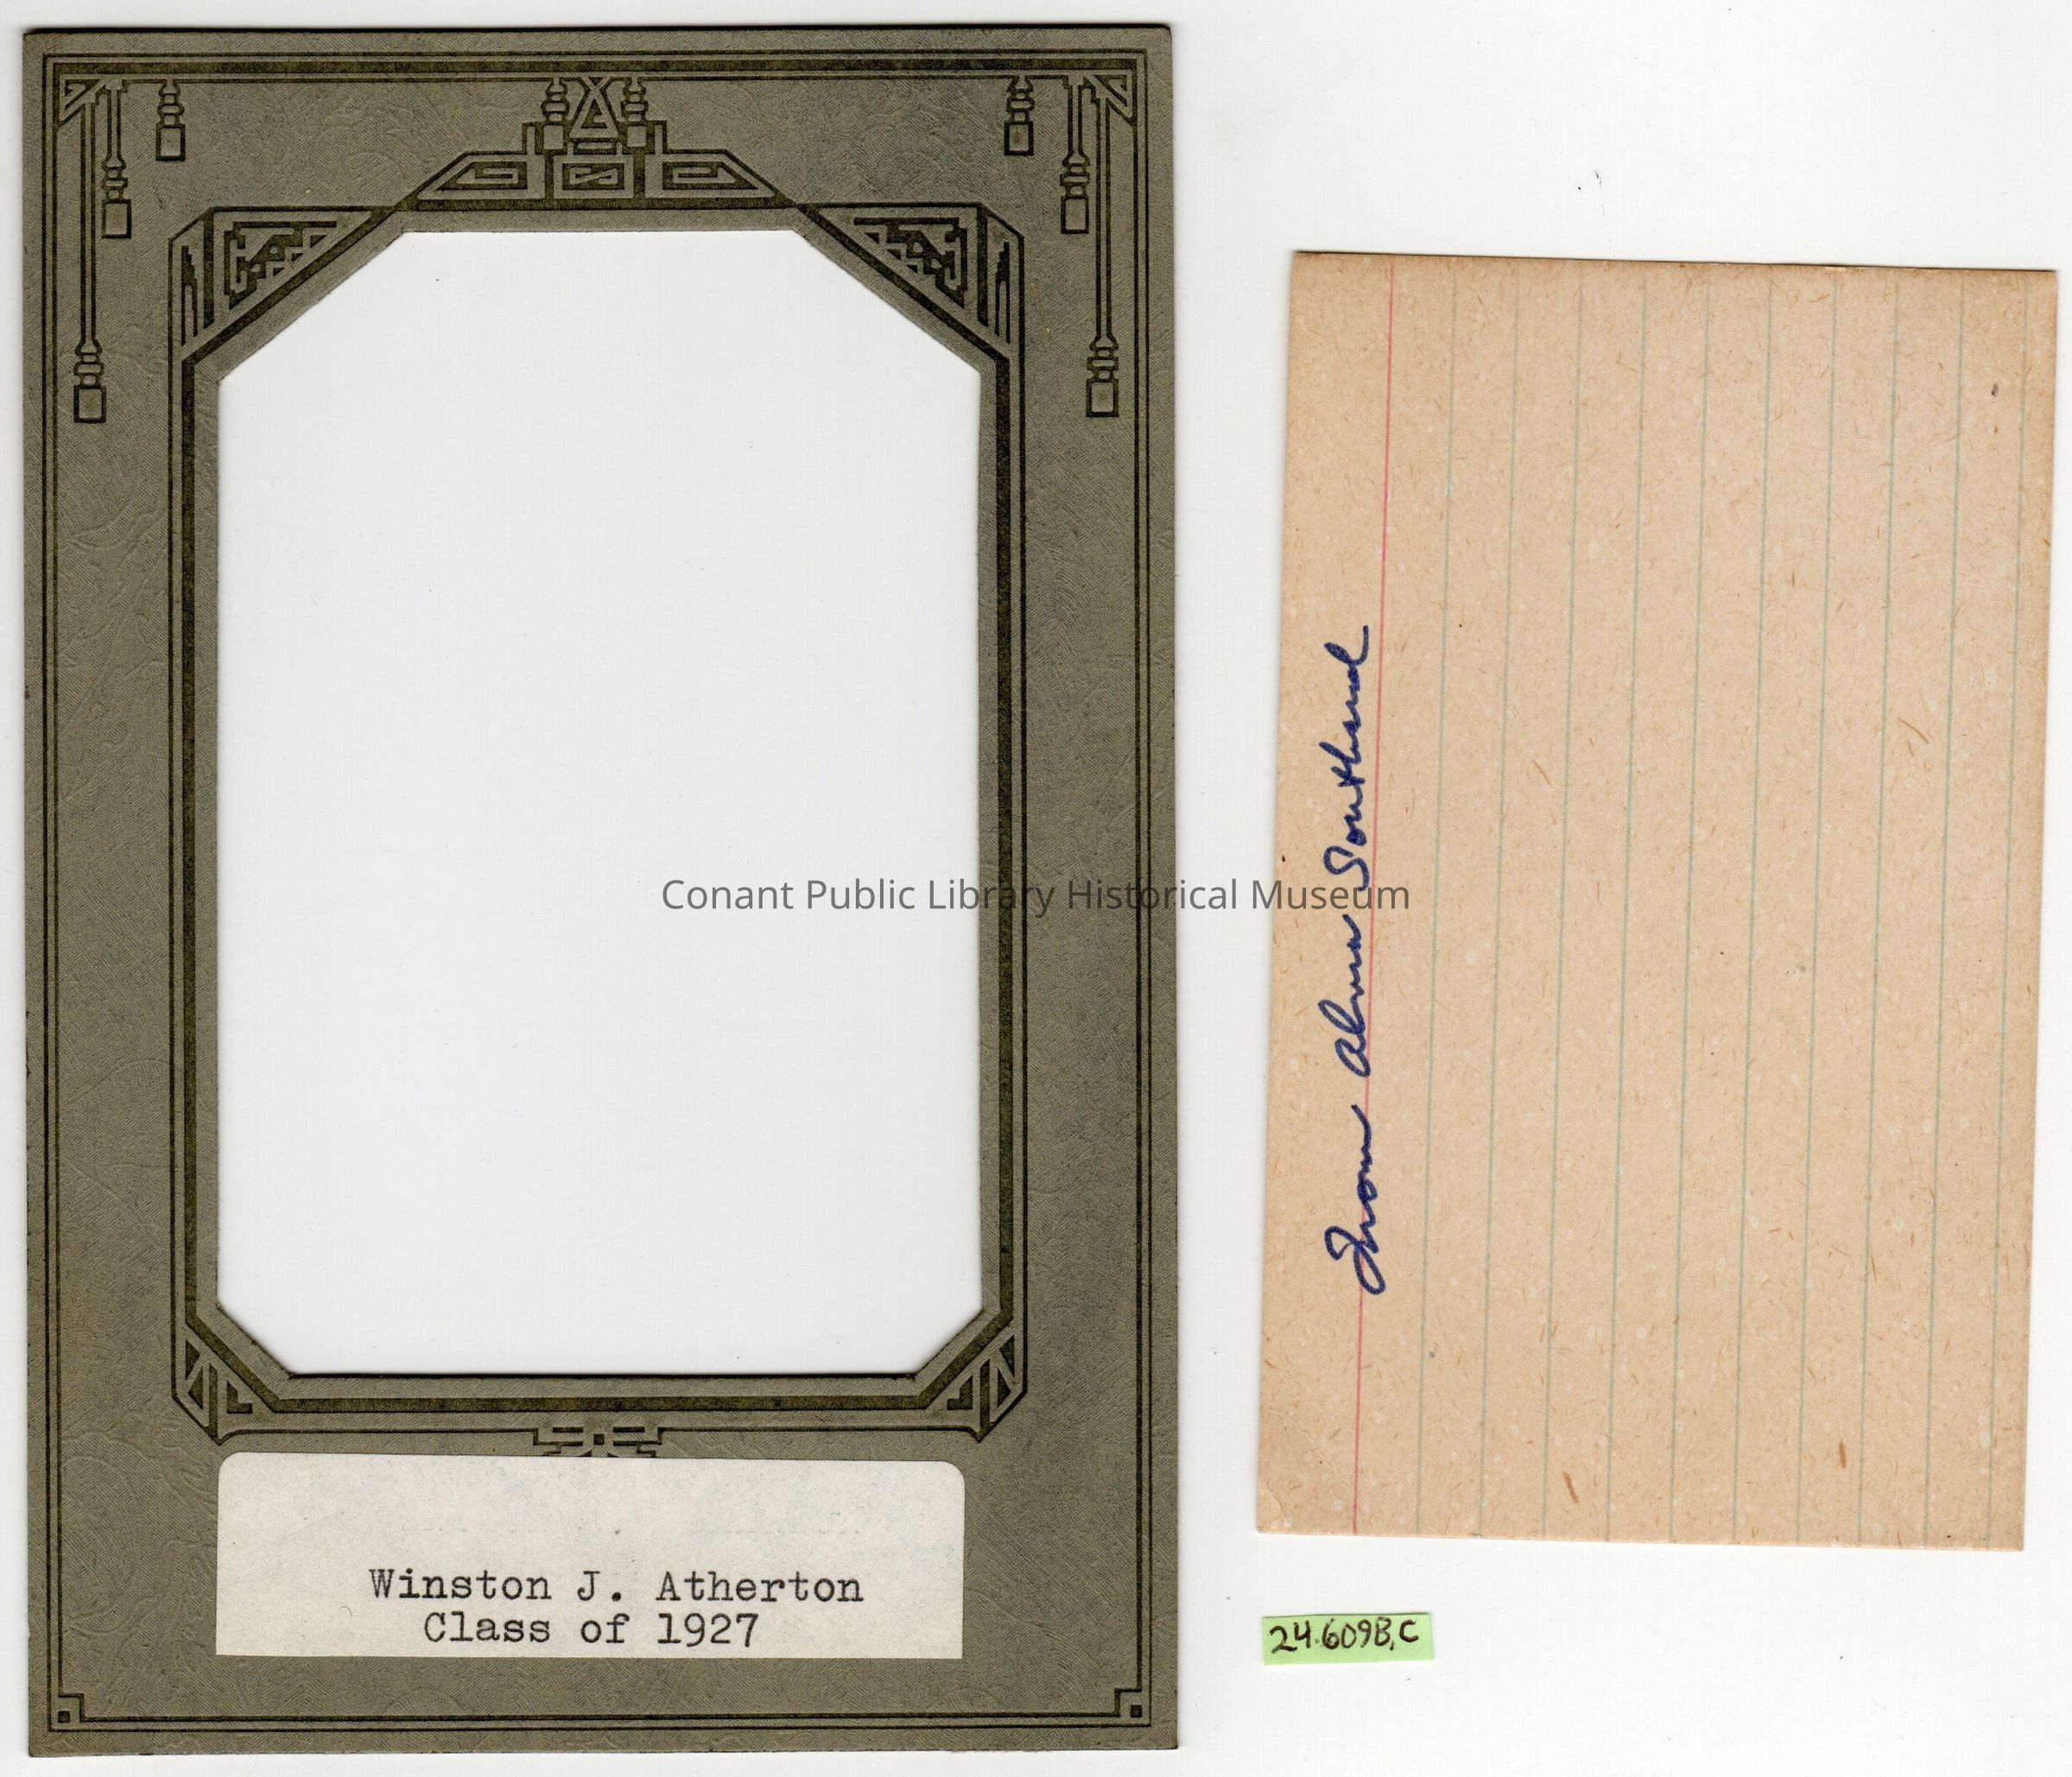 Winston J. Atherton
Class of 1927
From Alma Southard
24.609B,C
Conant Public Library Historical Museum